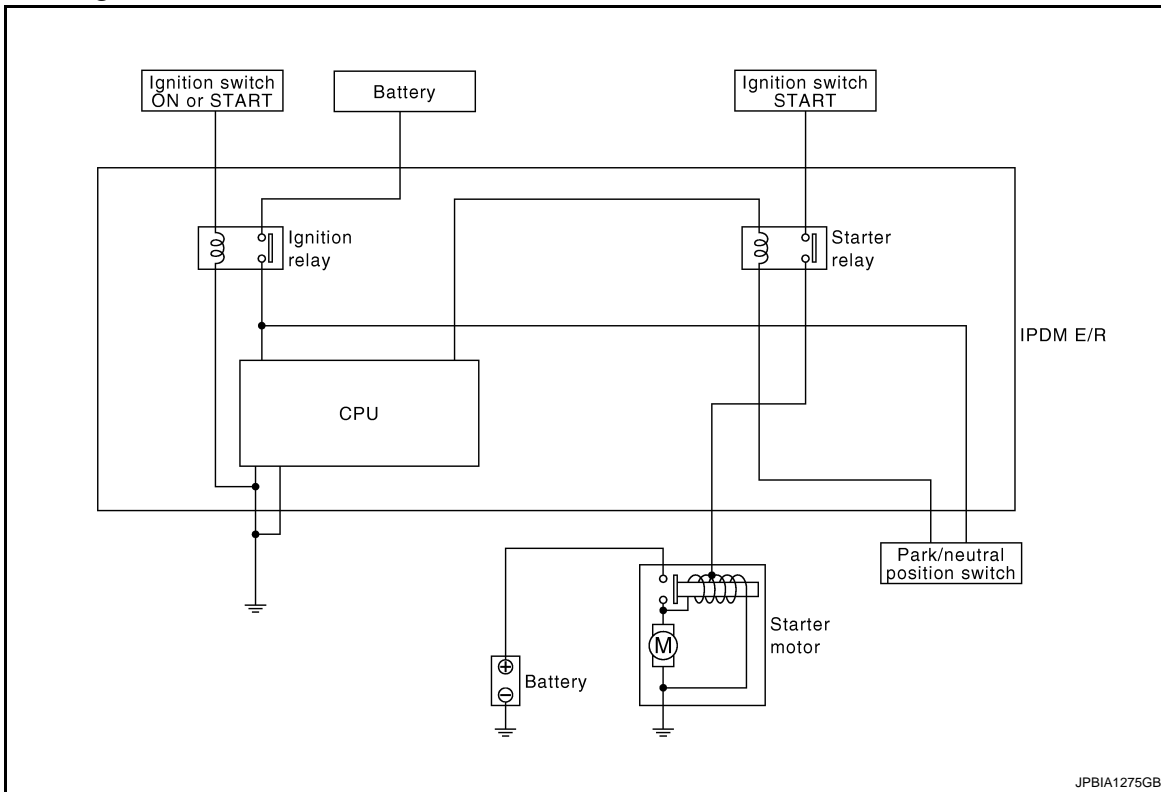 Ignition switch
ON or START
Battery
Ignition switch
START
Ignition
relay
Starter
relay
IPDM E/R
CPU
Park/neutral
position switch
Starter
motor
M
Battery
JPBIA1275GB